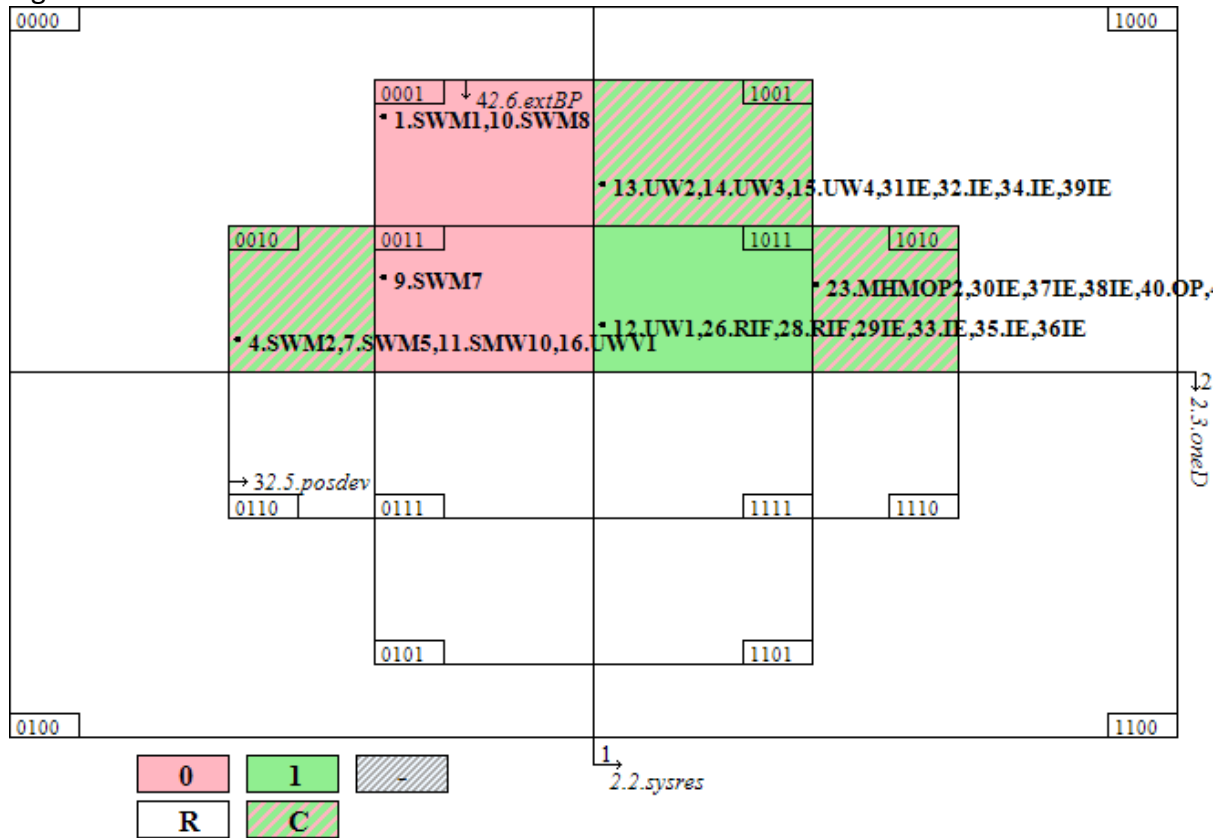 0000 1000
0001 42.6.extBP 1001
1.SWM1,10.SWM8
13.UW2,14.UW3,15.UW4,31IE,32.IE,34.IE,39IE
0010 0011 1011 1010
9.SWM7
23.MHMOP2,30IE,37IE,38IE,40.OP,4
12.UW1,26.RIF,28.RIF,29IE,33.IE,35.IE,36IE
4.SWM2,7.SWM5,11.SMW10,16.UWVI
2
2.3.oneD
32.5.posdev
0110 0111 1111 1110
0101 1101
0100 1100
1
2.2.sysres
0 1 -
R C